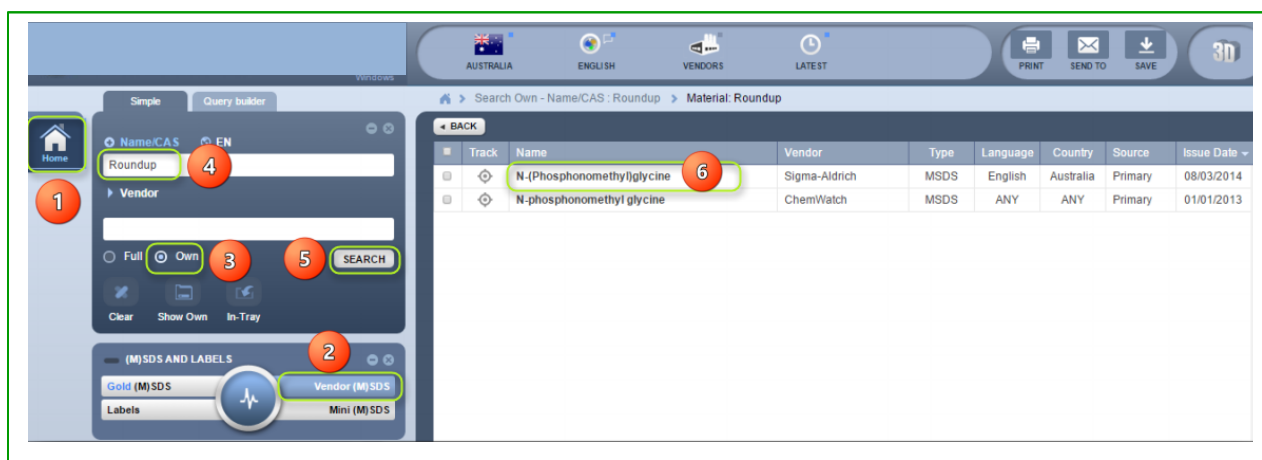 AUSTRALIA ENGLISH VENDORS LATEST PRINT SEND TO SAVE 3D
Windows
Simple Query builder
Search Own - Name/CAS : Roundup > Material: Roundup
Home
1
Name/CAS EN
Roundup
4
Vendor
Full Own
3
5
SEARCH
Clear Show Own In-Tray
(M)SDS AND LABELS
2
Gold (M)SDS Vendor (M)SDS
Labels Mini (M)SDS
BACK
Track Name Vendor Type Language Country Source Issue Date
N-(Phosphonomethyl)glycine 6 Sigma-Aldrich MSDS English Australia Primary 08/03/2014
N-phosphonomethyl glycine ChemWatch MSDS ANY ANY Primary 01/01/2013